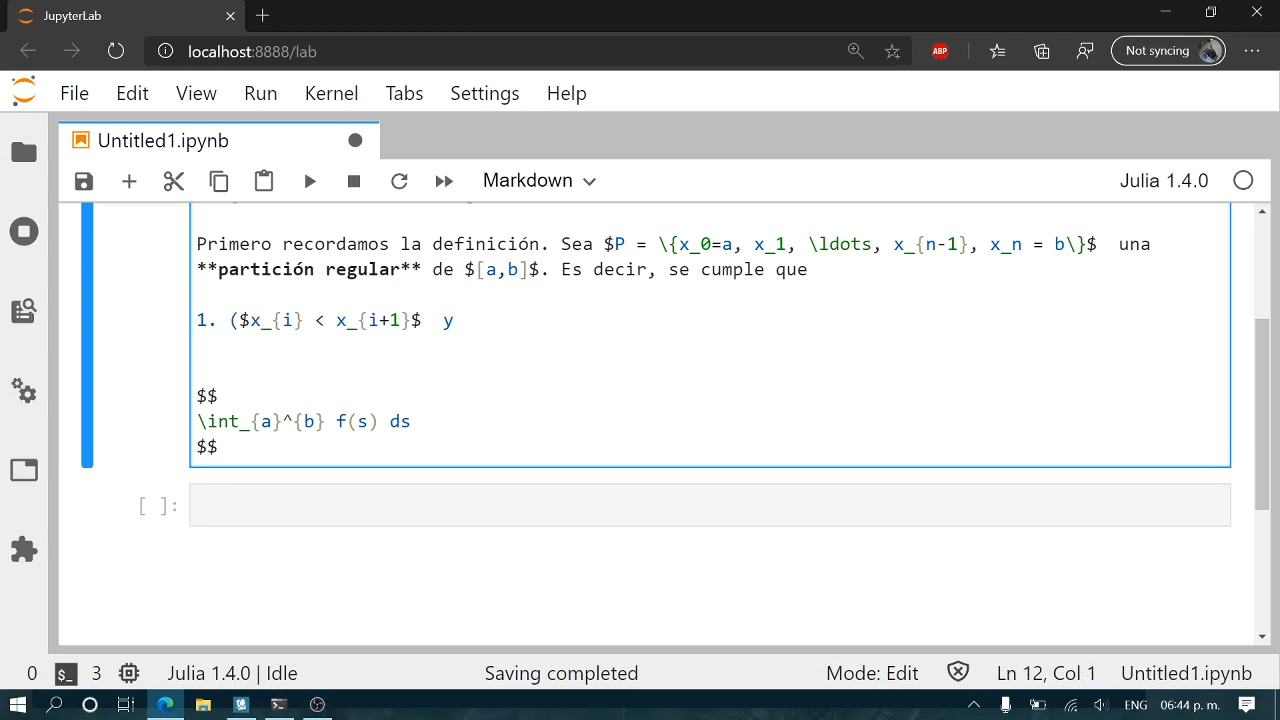 JupyterLab
localhost:8888/lab
ABP
Not syncing
File Edit View Run Kernel Tabs Settings Help
Untitled1.ipynb
Markdown
Julia 1.4.0
Primero recordamos la definición. Sea $P = \{x_0=a, x_1, \ldots, x_{n-1}, x_n = b\}$ una
**partición regular** de $[a,b]$. Es decir, se cumple que
1. ($x_{i} < x_{i+1}$ y
$$
\int_{a}^{b} f(s) ds
$$
[ ]:
0 $_ 3 Julia 1.4.0 | Idle Saving completed Mode: Edit Ln 12, Col 1 Untitled1.ipynb
ENG 06:44 p. m.